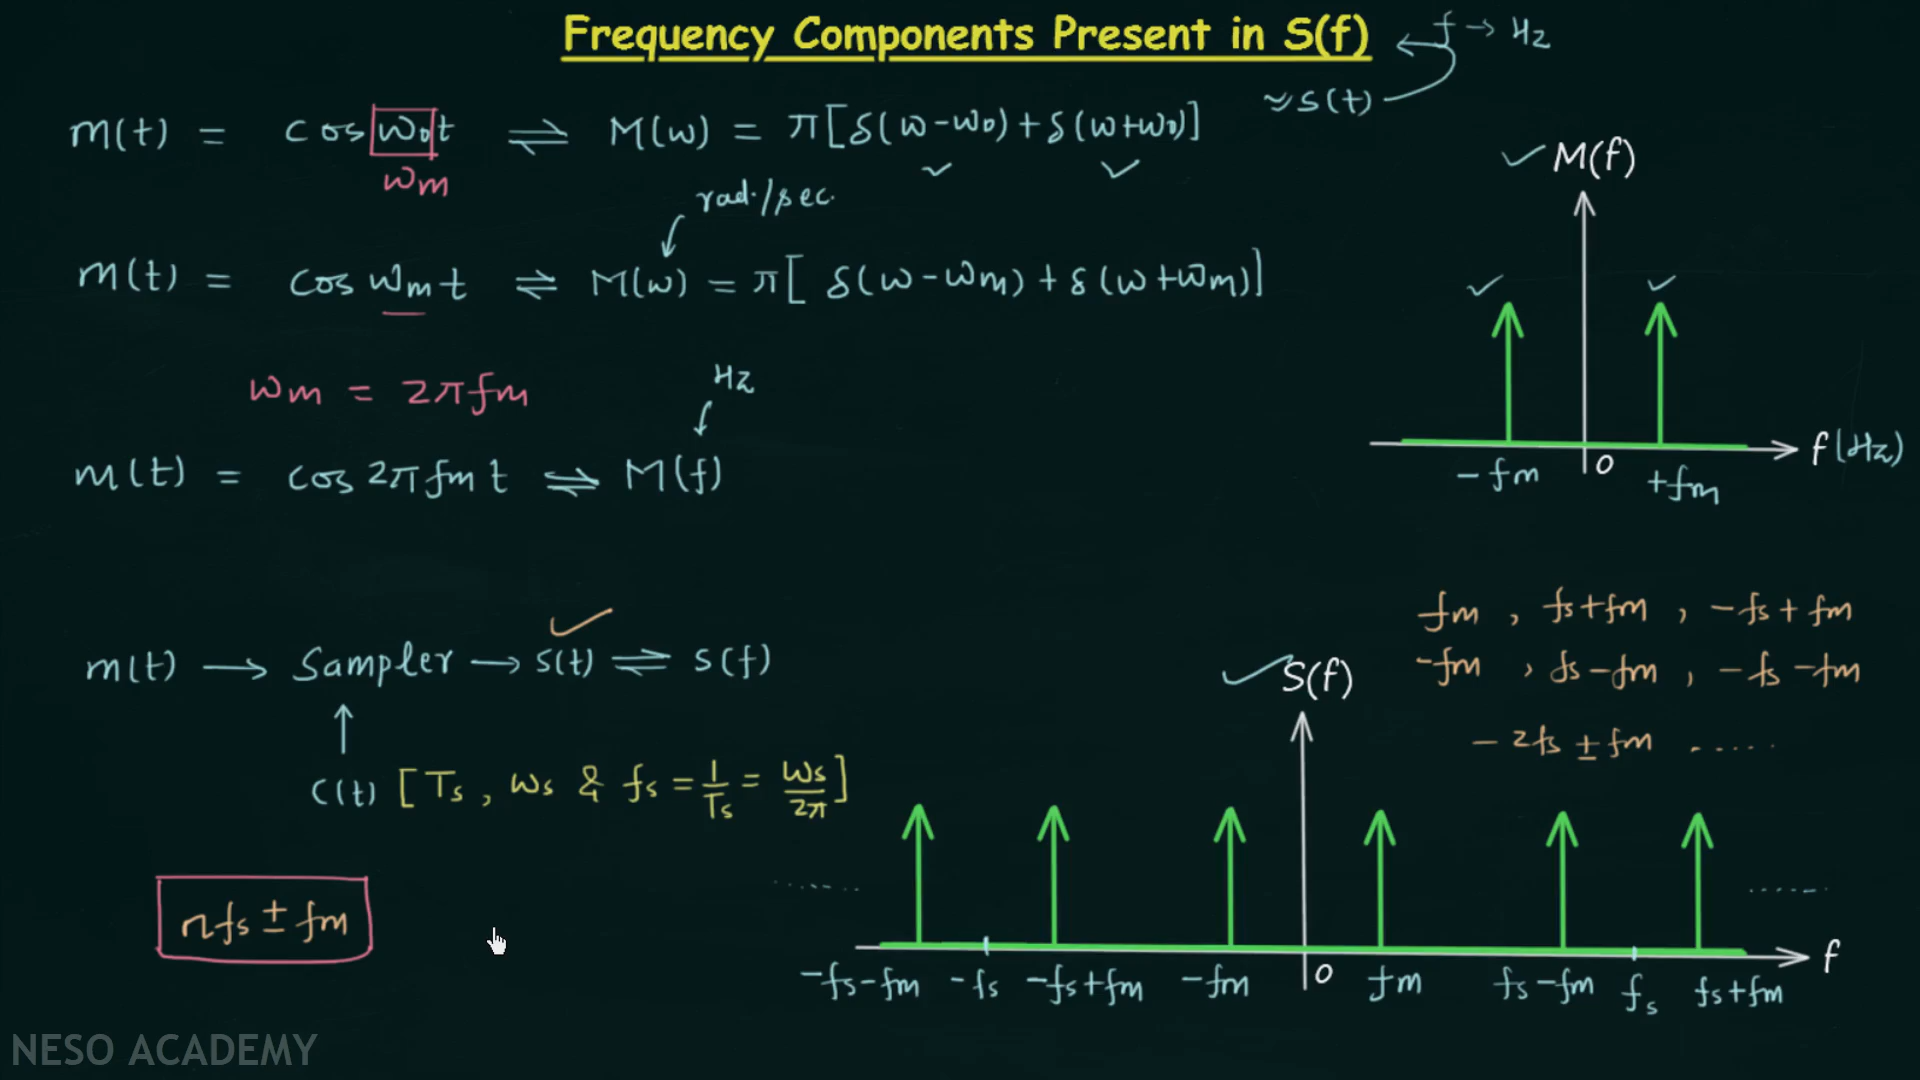 Frequency Components Present in S(f)
f → Hz
≈ s(t)
m(t) = cos ω₀t ⇌ M(ω) = π[δ(ω-ω₀)+δ(ω+ω₀)]
ωm
rad./sec.
m(t) = cos ωm t ⇌ M(ω) = π[δ(ω-ωm)+δ(ω+ωm)]
ωm = 2πfm
Hz
m(t) = cos 2πfm t ⇌ M(f)
M(f)
f(Hz)
-fm 0 +fm
m(t) → Sampler → s(t) ⇌ S(f)
c(t) [Ts, ωs & fs = 1/Ts = ωs/2π]
nfs ± fm
fm , fs+fm , -fs+fm
-fm , fs-fm , -fs-fm
-2fs ± fm .....
S(f)
...... ......
f
-fs-fm -fs -fs+fm -fm 0 fm fs-fm fs fs+fm
NESO ACADEMY